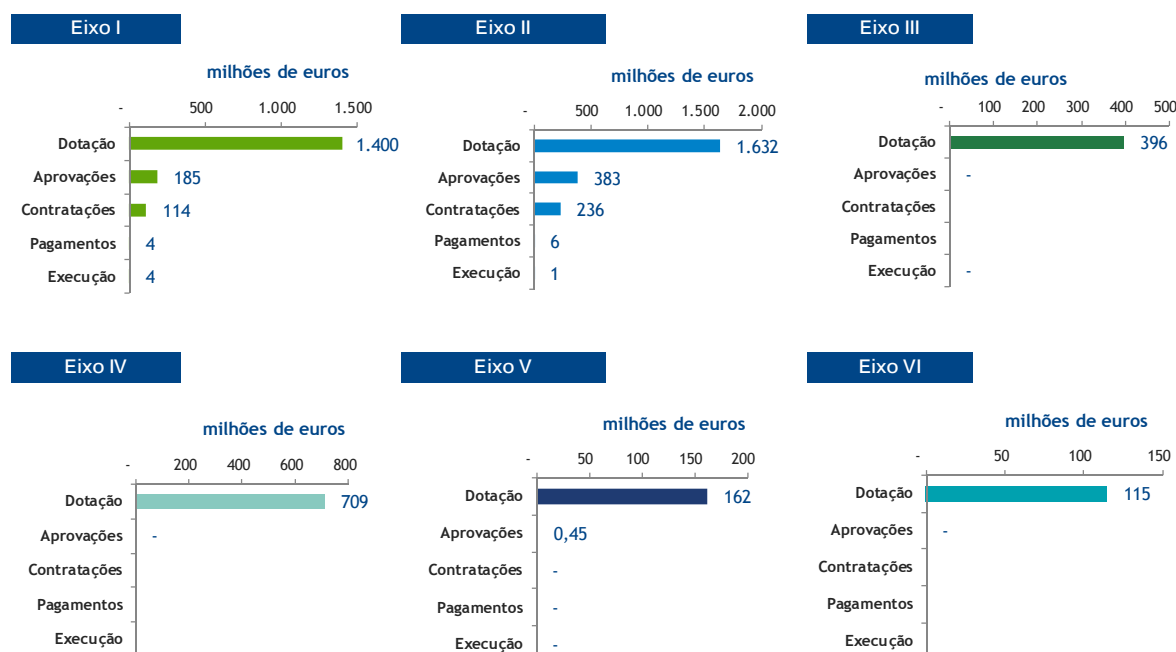 Eixo I
milhões de euros
- 500 1.000 1.500
Dotação 1.400
Aprovações 185
Contratações 114
Pagamentos 4
Execução 4
Eixo II
milhões de euros
- 500 1.000 1.500 2.000
Dotação 1.632
Aprovações 383
Contratações 236
Pagamentos 6
Execução 1
Eixo III
milhões de euros
- 100 200 300 400 500
Dotação 396
Aprovações -
Contratações
Pagamentos
Execução -
Eixo IV
milhões de euros
- 200 400 600 800
Dotação 709
Aprovações -
Contratações
Pagamentos
Execução
Eixo V
milhões de euros
- 50 100 150 200
Dotação 162
Aprovações 0,45
Contratações -
Pagamentos -
Execução -
Eixo VI
milhões de euros
- 50 100 150
Dotação 115
Aprovações -
Contratações
Pagamentos
Execução